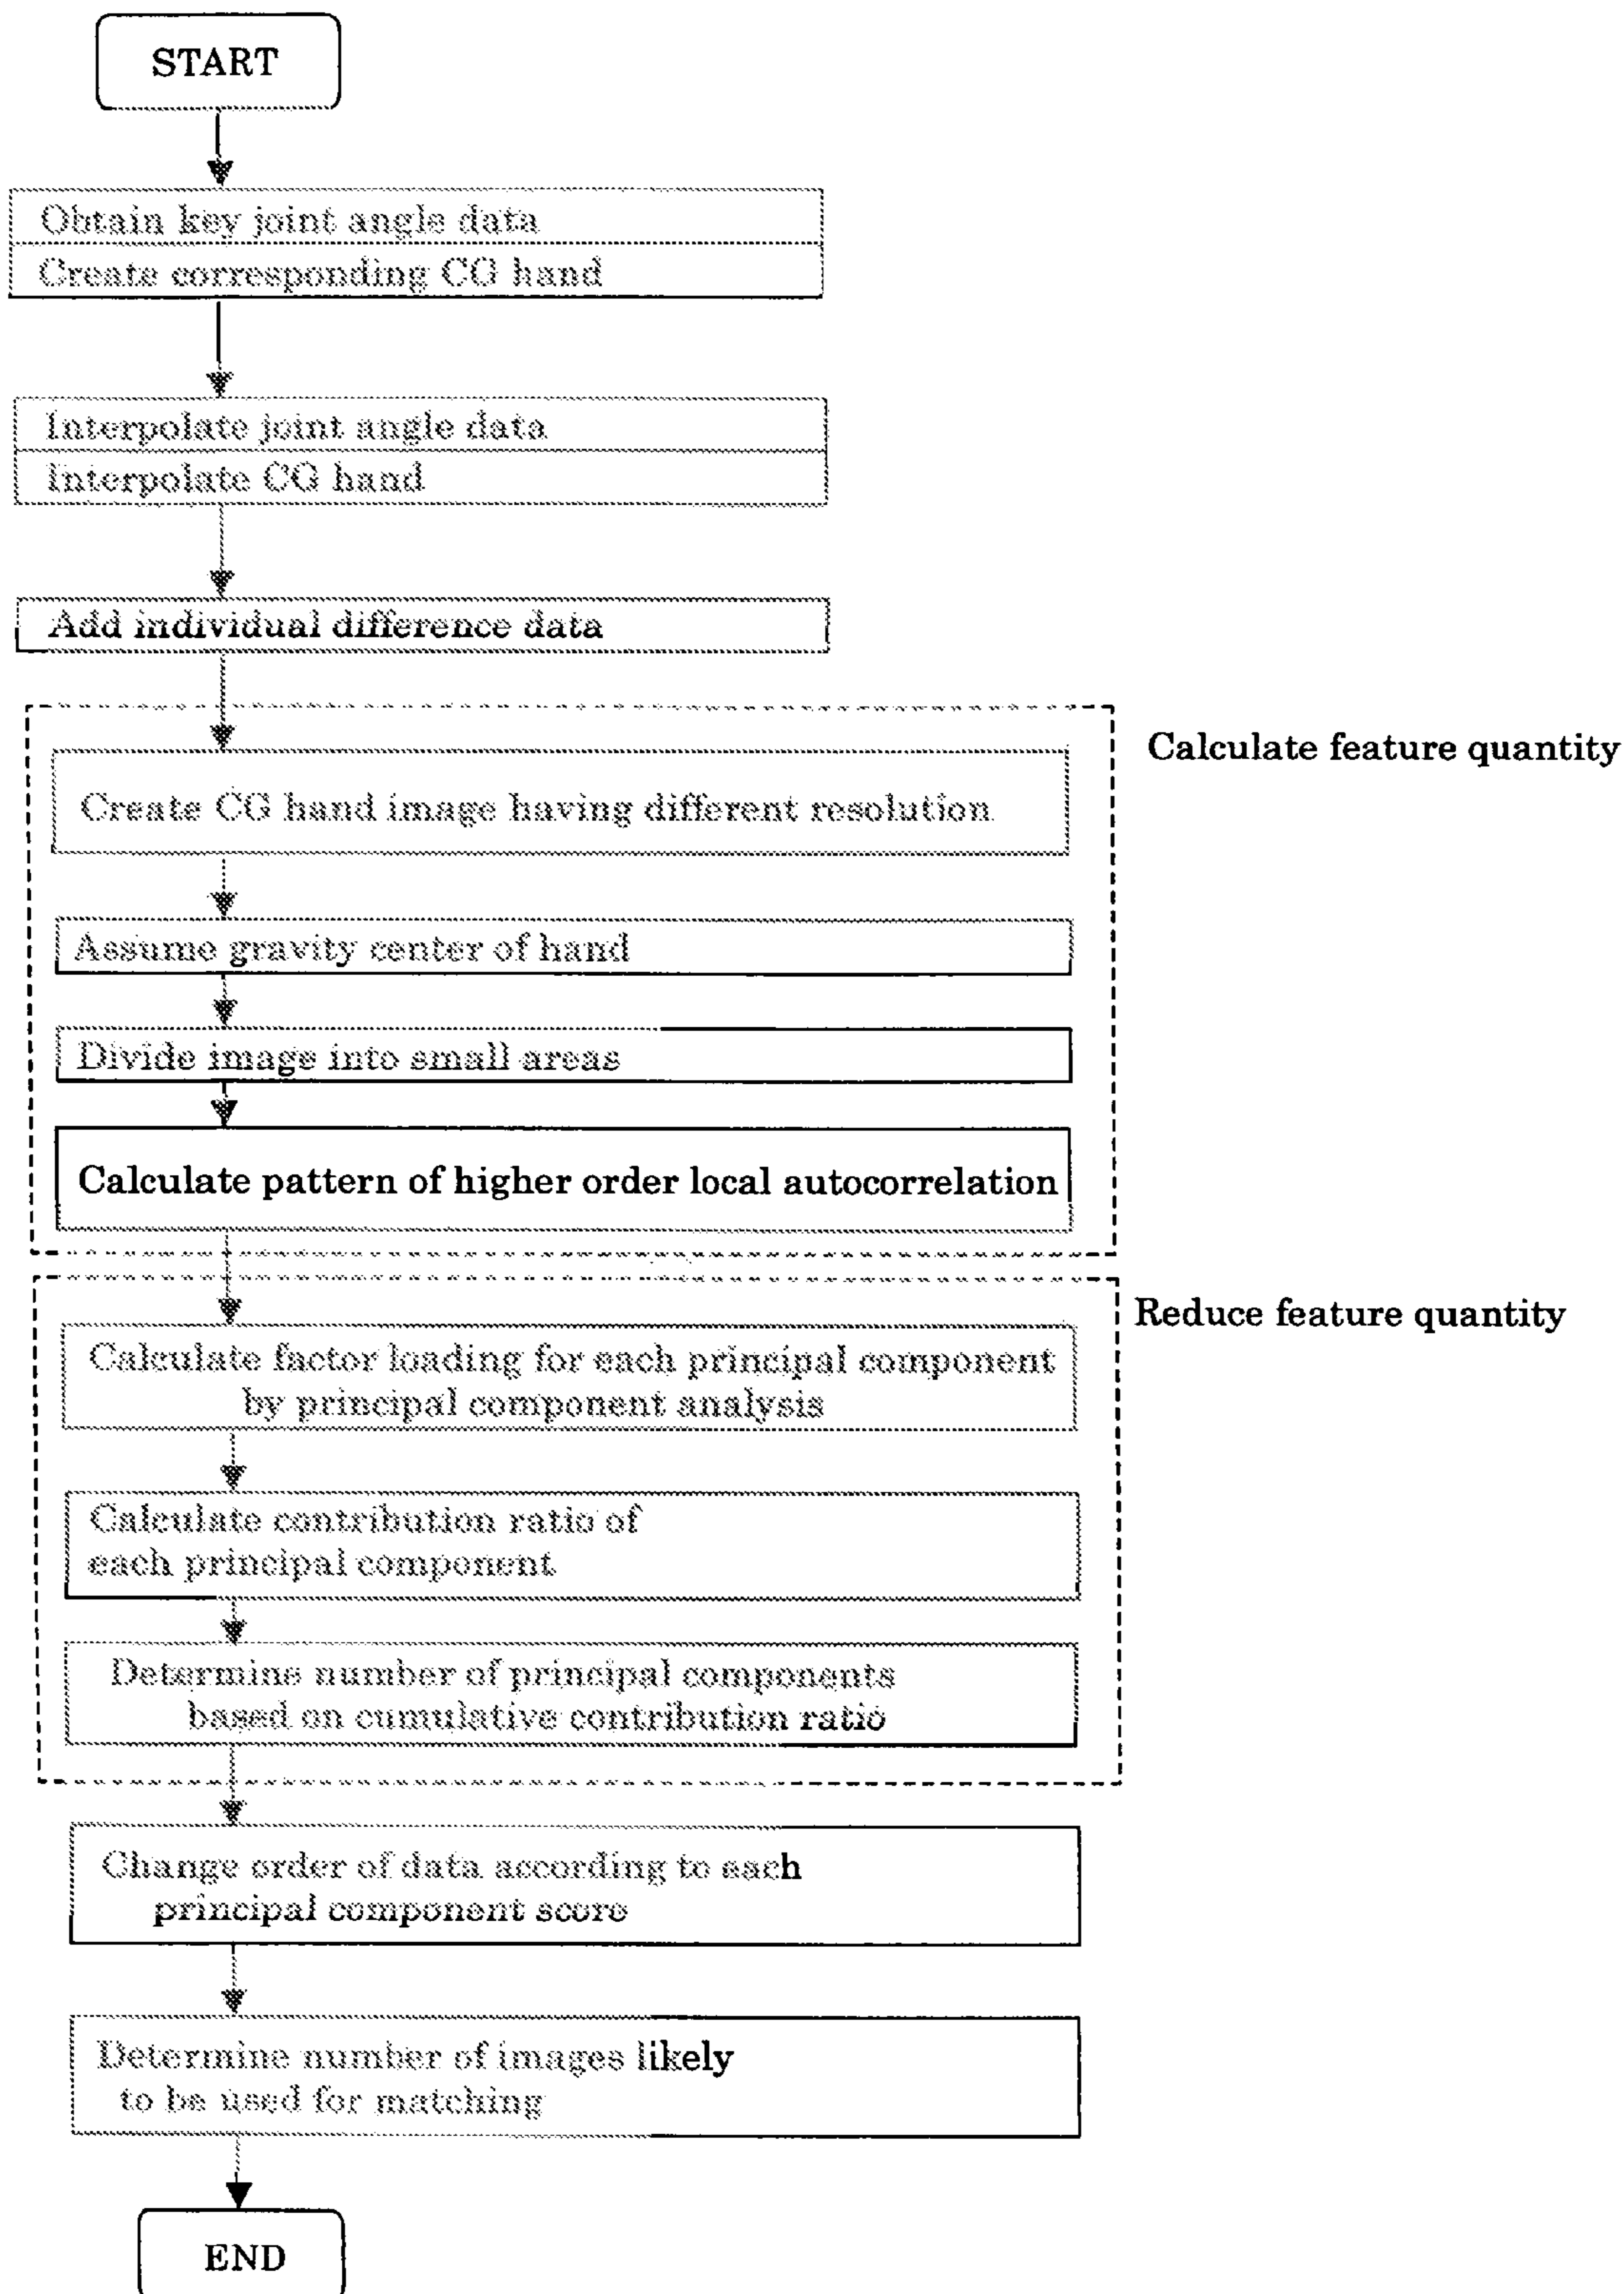 START
Obtain key joint angle data
Create corresponding CG hand
Interpolate joint angle data
Interpolate CG hand
Add individual difference data
Calculate feature quantity
Create CG hand image having different resolution
Assume gravity center of hand
Divide image into small areas
Calculate pattern of higher order local autocorrelation
Reduce feature quantity
Calculate factor loading for each principal component
by principal component analysis
Calculate contribution ratio of
each principal component
Determine number of principal components
based on cumulative contribution ratio
Change order of data according to each
principal component score
Determine number of images likely
to be used for matching
END